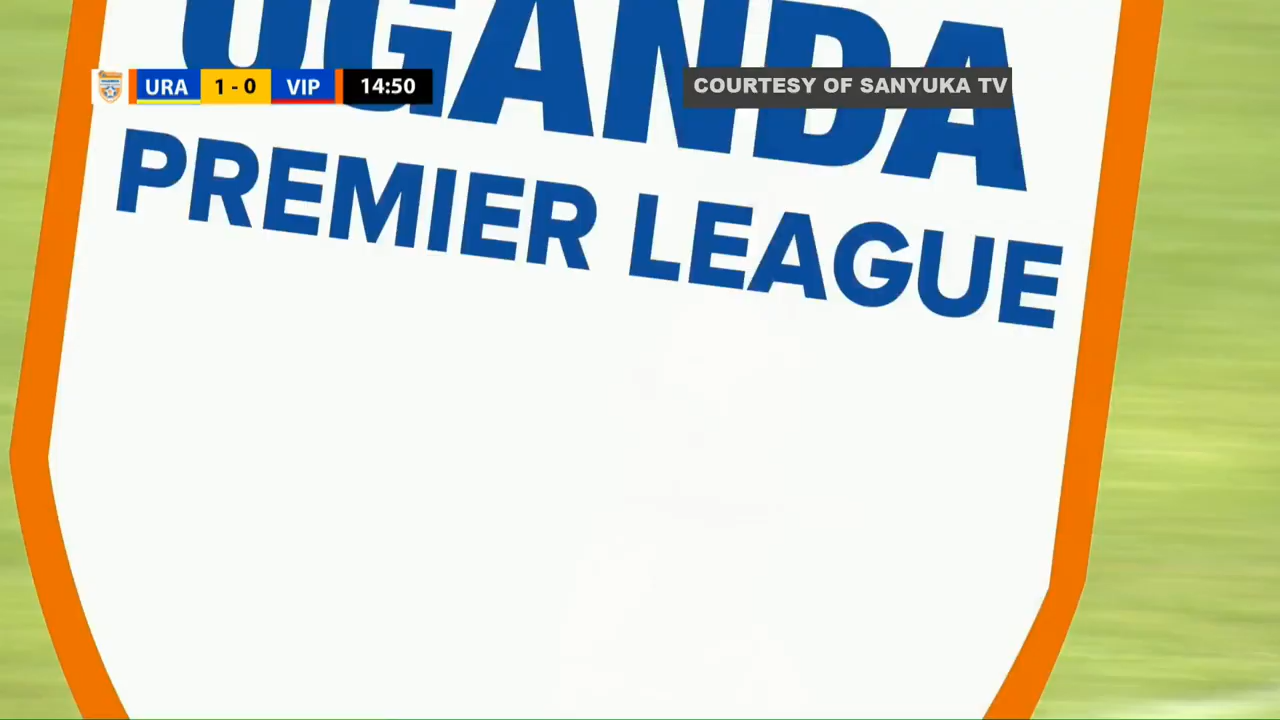 UGANDA
URA 1 - 0 VIP 14:50
COURTESY OF SANYUKA TV
PREMIER LEAGUE